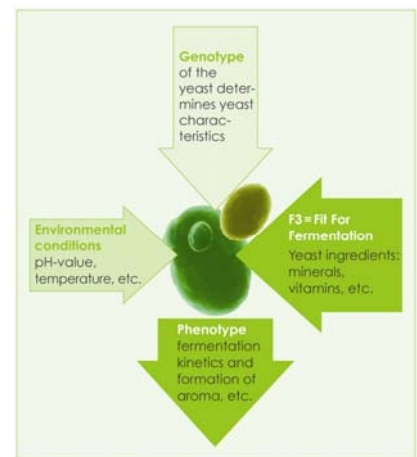 Genotype
of the
yeast deter-
mines yeast
charac-
teristics
Environmental
conditions
pH-value,
temperature, etc.
F3=Fit For
Fermentation
Yeast ingredients:
minerals,
vitamins, etc.
Phenotype
fermentation
kinetics and
formation of
aroma, etc.